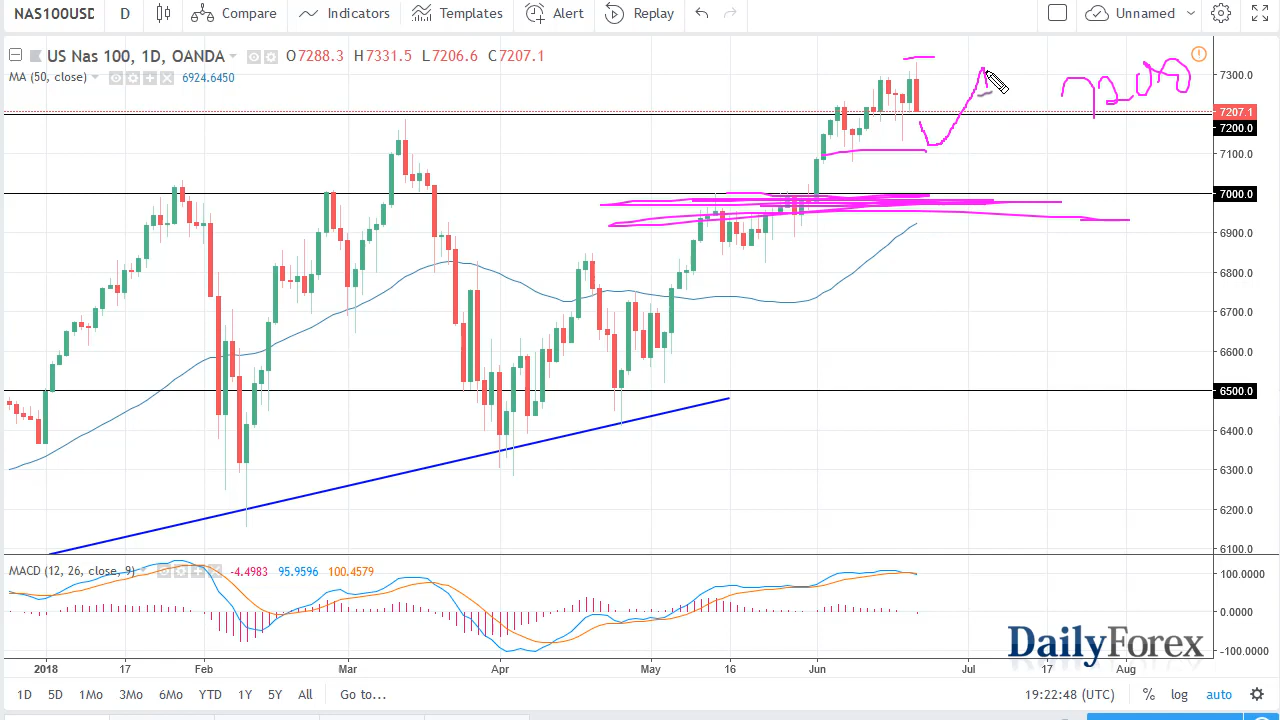 NAS100USD D Compare Indicators Templates Alert Replay Unnamed
US Nas 100, 1D, OANDA O7288.3 H7331.5 L7206.6 C7207.1
MA (50, close) 6924.6450
7300.0
7207.1
7200.0
7100.0
7000.0
6900.0
6800.0
6700.0
6600.0
6500.0
6400.0
6300.0
6200.0
6100.0
MACD (12, 26, close, 9) -4.4983 95.9596 100.4579
100.0000
0.0000
-100.0000
DailyForex
2018 17 Feb Mar Apr May 16 Jun Jul 17 Aug
1D 5D 1Mo 3Mo 6Mo YTD 1Y 5Y All Go to... 19:22:48 (UTC) % log auto